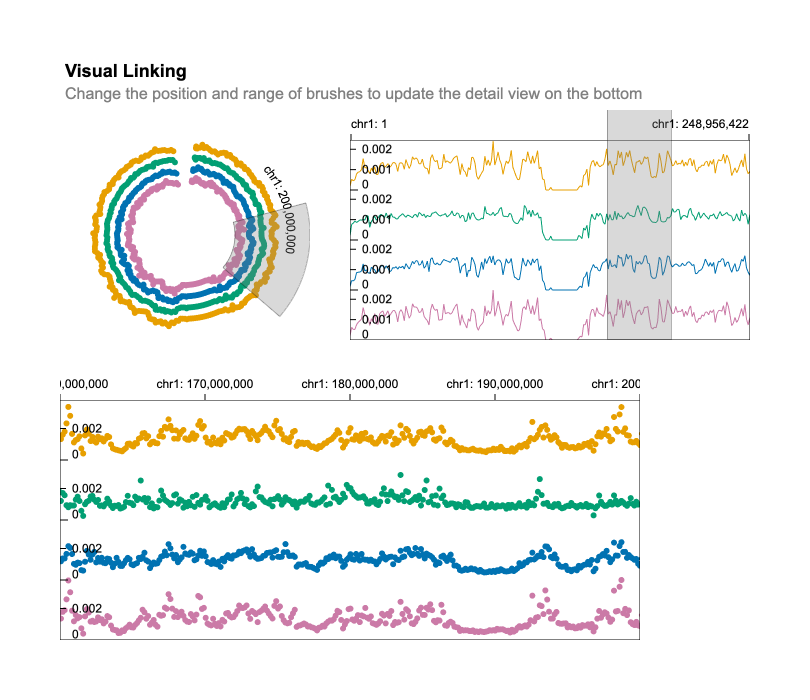 Visual Linking
Change the position and range of brushes to update the detail view on the bottom
chr1: 200,000,000
chr1: 1
chr1: 248,956,422
0.002
0.001
0
0.002
0.001
0
0.002
0.001
0
0.002
0.001
0
0,000,000
chr1: 170,000,000
chr1: 180,000,000
chr1: 190,000,000
chr1: 200
0.002
0
0.002
0
0.002
0
0.002
0